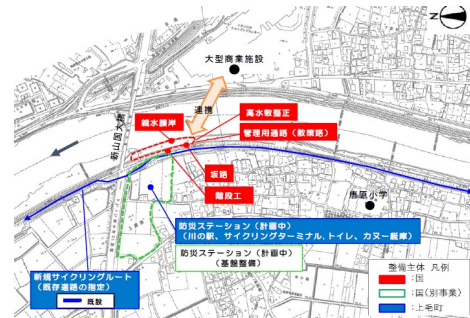 N
大型商業施設
連携
高水敷整正
親水護岸
管理用通路（散策路）
新山国大橋
坂路
階段工
唐原小学
防災ステーション（計画中）
（川の駅、サイクリングターミナル,トイレ、カヌー艇庫）
防災ステーション（計画中）
（基盤整備）
新規サイクリングルート
（既存道路の指定）
既設
整備主体 凡例
:国
:国(別事業)
:上毛町